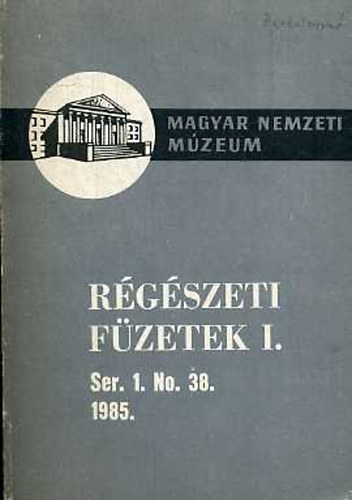 MAGYAR NEMZETI
MÚZEUM
RÉGÉSZETI
FÜZETEK I.
Ser. 1. No. 38.
1985.